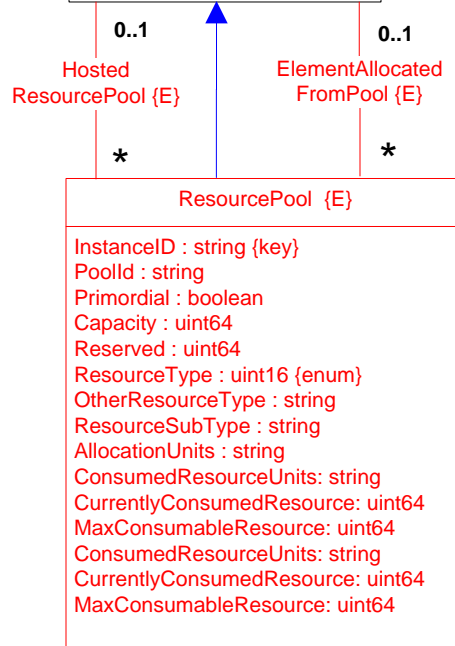 0..1
0..1
Hosted
ResourcePool {E}
ElementAllocated
FromPool {E}
*
*
ResourcePool {E}
InstanceID : string {key}
PoolId : string
Primordial : boolean
Capacity : uint64
Reserved : uint64
ResourceType : uint16 {enum}
OtherResourceType : string
ResourceSubType : string
AllocationUnits : string
ConsumedResourceUnits: string
CurrentlyConsumedResource: uint64
MaxConsumableResource: uint64
ConsumedResourceUnits: string
CurrentlyConsumedResource: uint64
MaxConsumableResource: uint64